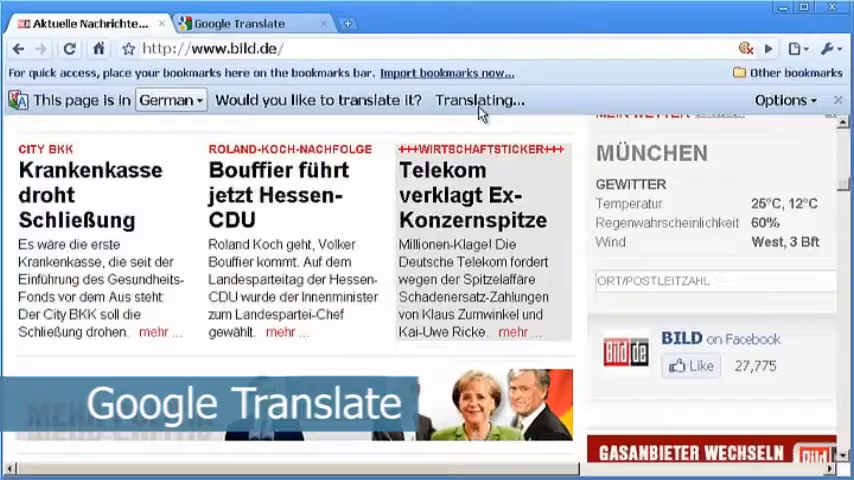 Aktuelle Nachrichte...
Google Translate
http://www.bild.de/
For quick access, place your bookmarks here on the bookmarks bar. Import bookmarks now...
Other bookmarks
This page is in German Would you like to translate it? Translating...
Options
CITY BKK
Krankenkasse
droht
Schließung
Es wäre die erste
Krankenkasse, die seit der
Einführung des Gesundheits-
Fonds vor dem Aus steht:
Der City BKK soll die
Schließung drohen. mehr ...
ROLAND-KOCH-NACHFOLGE
Bouffier führt
jetzt Hessen-
CDU
Roland Koch geht, Volker
Bouffier kommt. Auf dem
Landesparteitag der Hessen-
CDU wurde der Innenminister
zum Landespartei-Chef
gewählt. mehr ...
+++WIRTSCHAFTSTICKER+++
Telekom
verklagt Ex-
Konzernspitze
Millionen-Klage! Die
Deutsche Telekom fordert
wegen der Spitzelaffäre
Schadenersatz-Zahlungen
von Klaus Zumwinkel und
Kai-Uwe Ricke. mehr ...
MEIN WETTER
MÜNCHEN
GEWITTER
Temperatur 25°C, 12°C
Regenwahrscheinlichkeit 60%
Wind West, 3 Bft
ORT/POSTLEITZAHL
Bild.de
BILD on Facebook
Like 27,775
Google Translate
GASANBIETER WECHSELN Bild